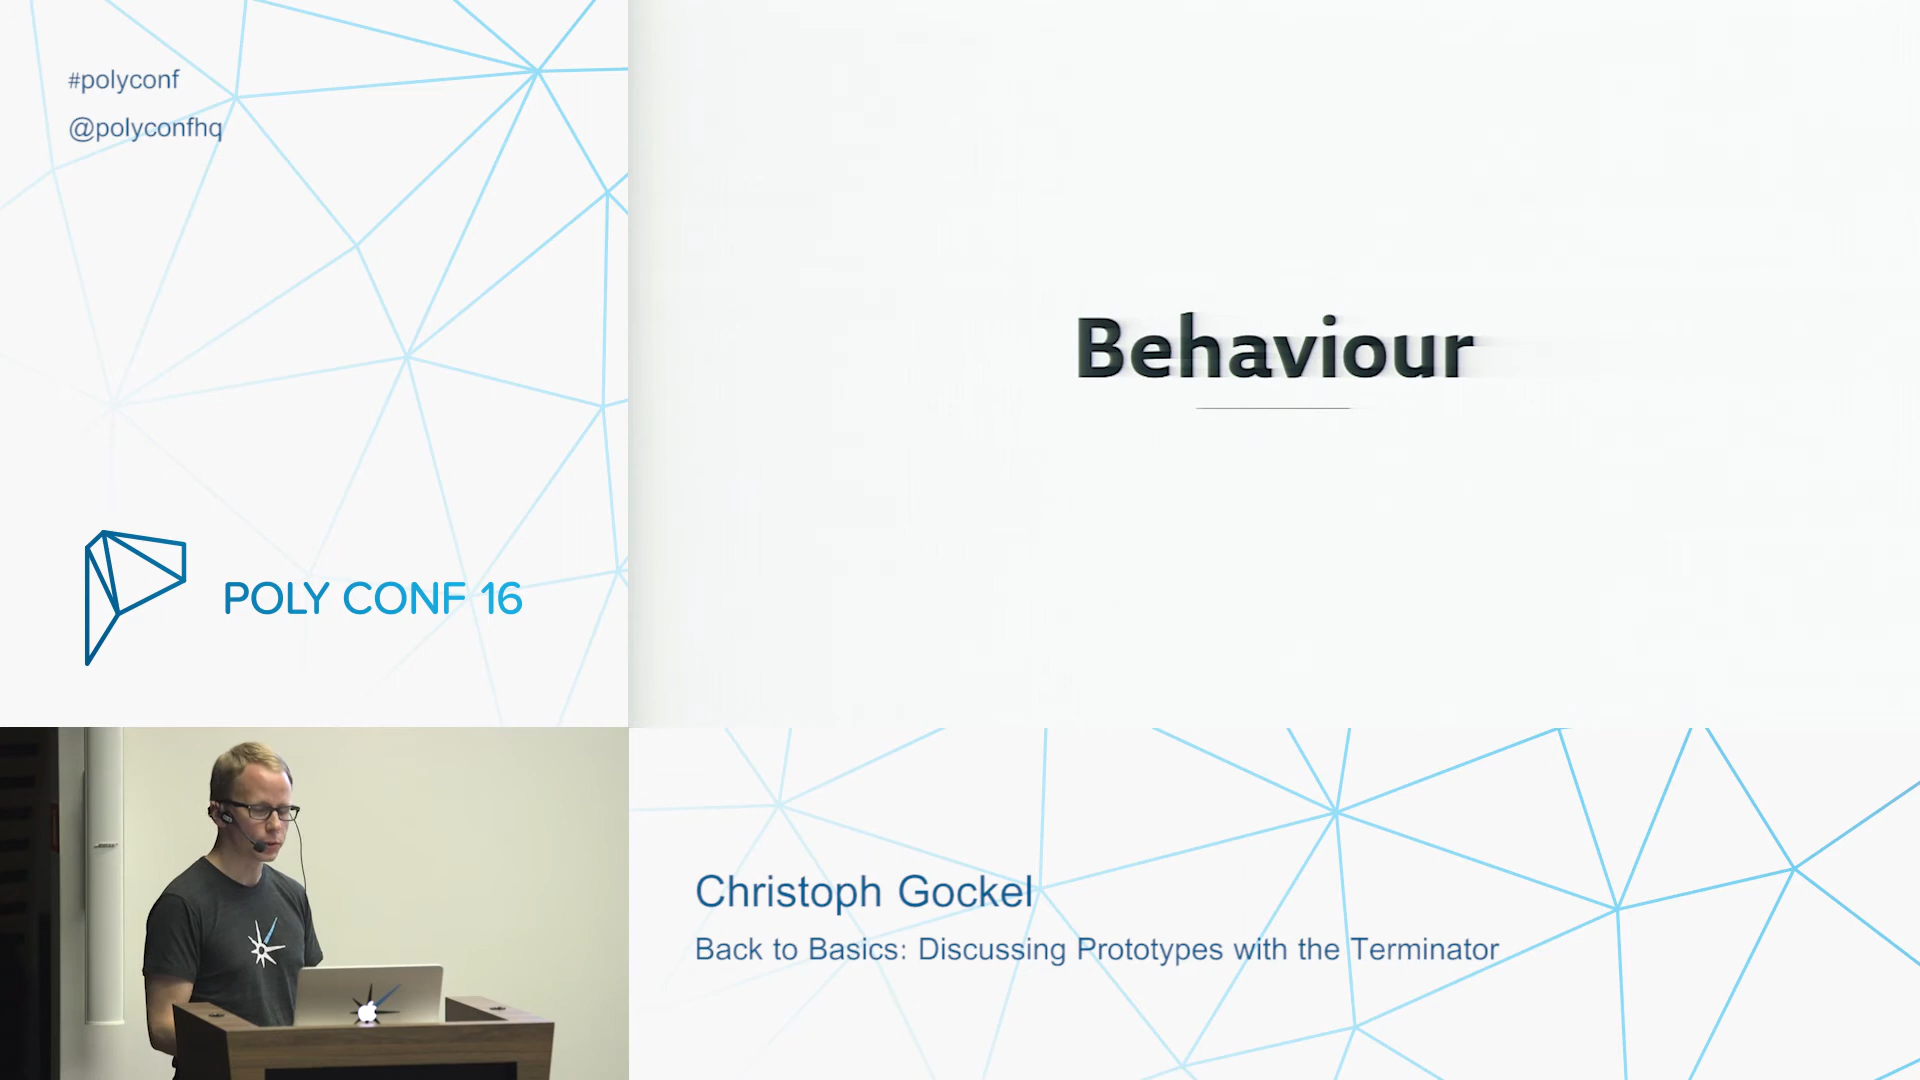 #polyconf
@polyconfhq
Behaviour
POLY CONF 16
Christoph Gockel
Back to Basics: Discussing Prototypes with the Terminator